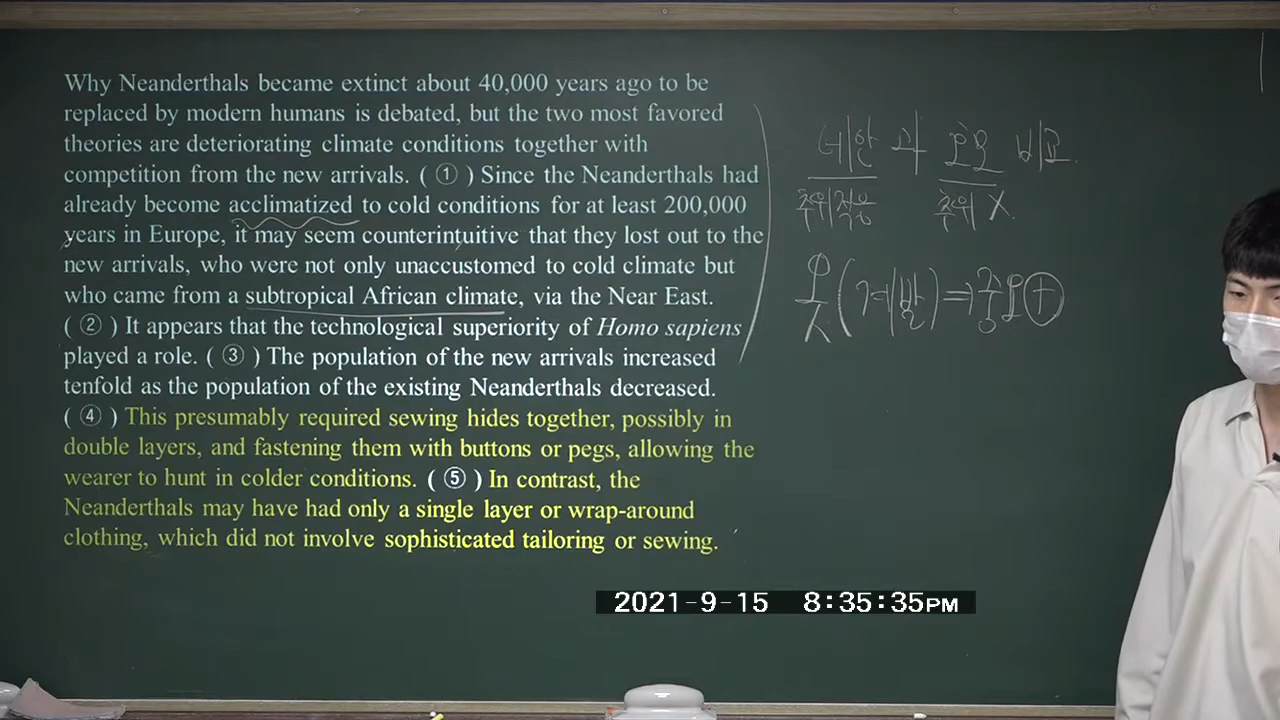 Why Neanderthals became extinct about 40,000 years ago to be
replaced by modern humans is debated, but the two most favored
theories are deteriorating climate conditions together with
competition from the new arrivals. ( ① ) Since the Neanderthals had
already become acclimatized to cold conditions for at least 200,000
years in Europe, it may seem counterintuitive that they lost out to the
new arrivals, who were not only unaccustomed to cold climate but
who came from a subtropical African climate, via the Near East.
( ② ) It appears that the technological superiority of Homo sapiens
played a role. ( ③ ) The population of the new arrivals increased
tenfold as the population of the existing Neanderthals decreased.
( ④ ) This presumably required sewing hides together, possibly in
double layers, and fastening them with buttons or pegs, allowing the
wearer to hunt in colder conditions. ( ⑤ ) In contrast, the
Neanderthals may have had only a single layer or wrap-around
clothing, which did not involve sophisticated tailoring or sewing.
네안 과 호모 비교
추위적응 추위 X
옷 (개발) ⇒ 중요 +
2021-9-15 8:35:35PM